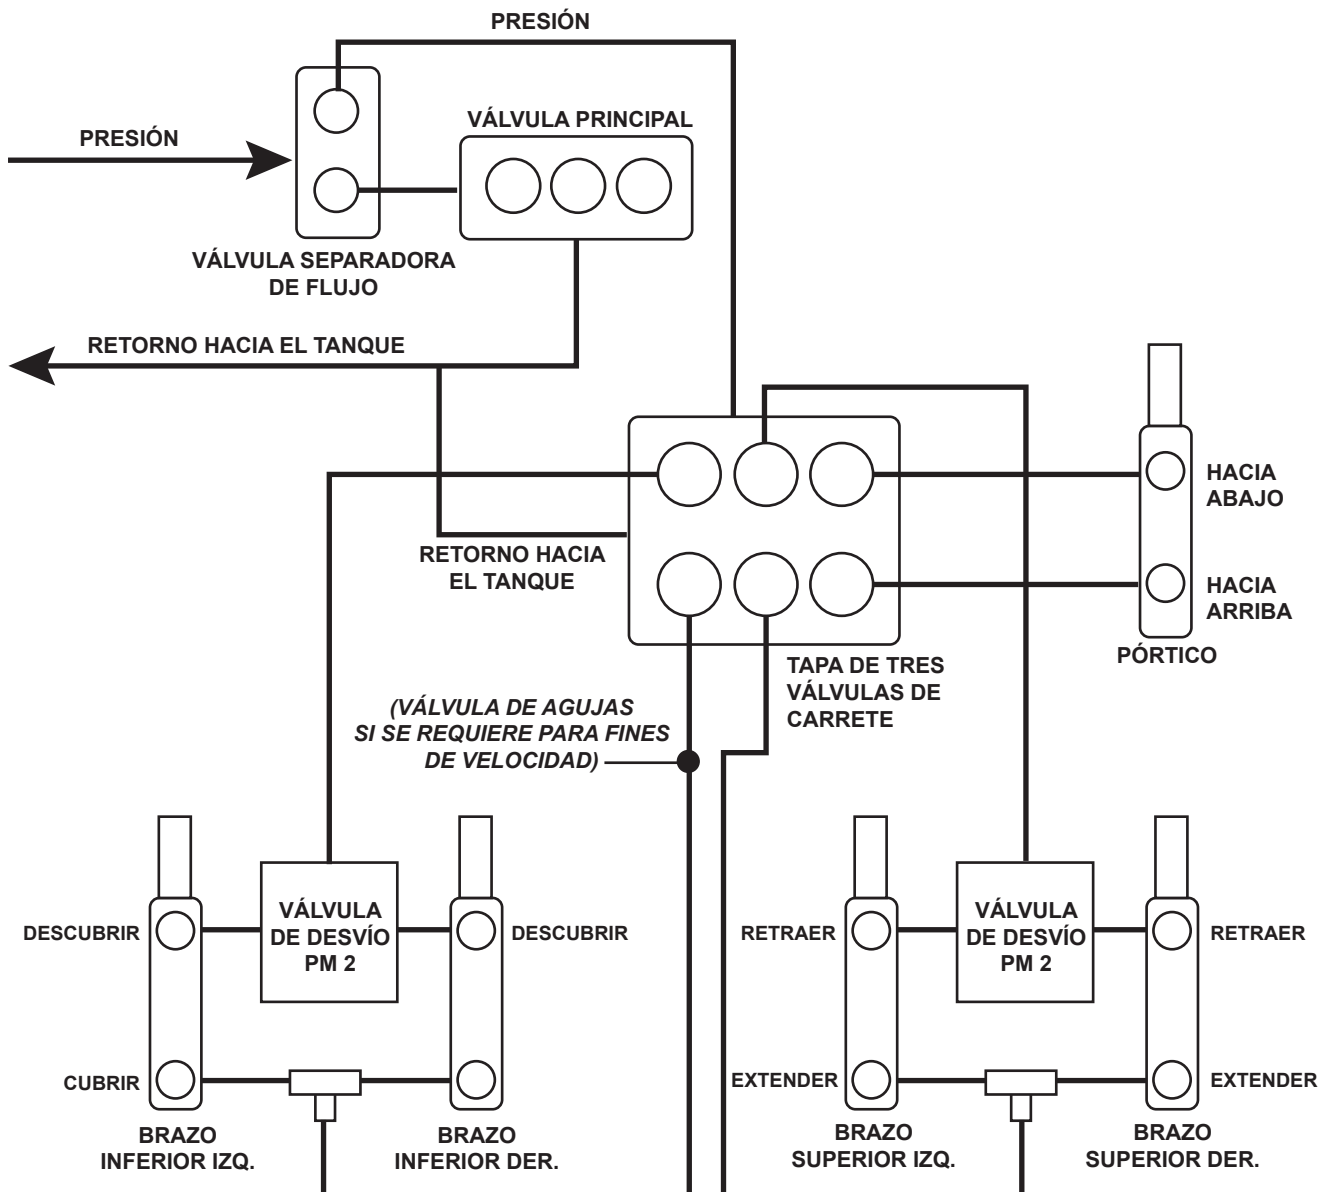 PRESIÓN
PRESIÓN
VÁLVULA PRINCIPAL
VÁLVULA SEPARADORA
DE FLUJO
RETORNO HACIA EL TANQUE
HACIA
ABAJO
RETORNO HACIA
EL TANQUE
HACIA
ARRIBA
PÓRTICO
TAPA DE TRES
VÁLVULAS DE
CARRETE
(VÁLVULA DE AGUJAS
SI SE REQUIERE PARA FINES
DE VELOCIDAD)
DESCUBRIR
VÁLVULA
DE DESVÍO
PM 2
DESCUBRIR
RETRAER
VÁLVULA
DE DESVÍO
PM 2
RETRAER
CUBRIR
EXTENDER
EXTENDER
BRAZO
INFERIOR IZQ.
BRAZO
INFERIOR DER.
BRAZO
SUPERIOR IZQ.
BRAZO
SUPERIOR DER.